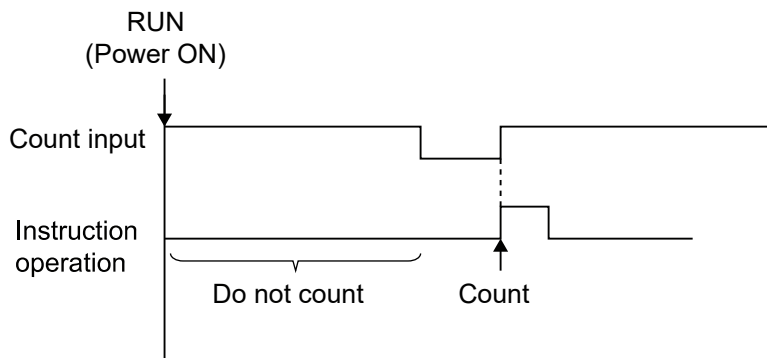 RUN
(Power ON)
Count input
Instruction
operation
Do not count
Count